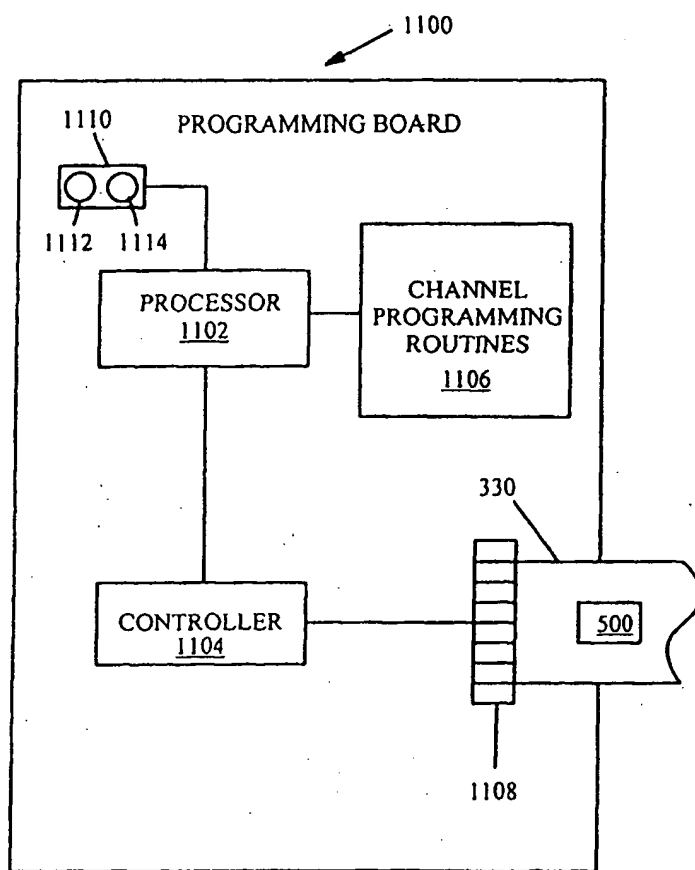 1100
PROGRAMMING BOARD
1110
1112
1114
PROCESSOR
1102
CHANNEL
PROGRAMMING
ROUTINES
1106
330
CONTROLLER
1104
500
1108